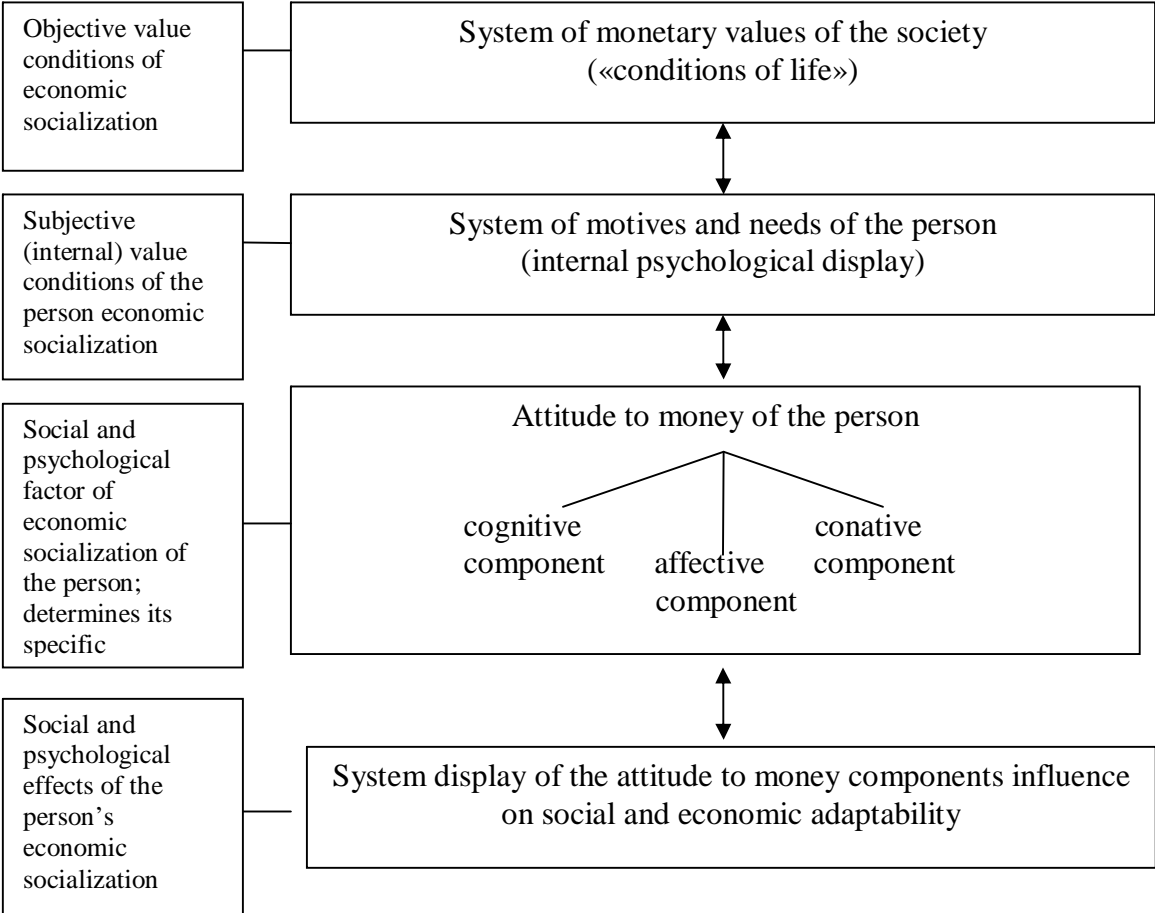 Objective value
conditions of
economic
socialization
System of monetary values of the society
(«conditions of life»)
Subjective
(internal) value
conditions of the
person economic
socialization
System of motives and needs of the person
(internal psychological display)
Social and
psychological
factor of
economic
socialization of
the person;
determines its
specific
Attitude to money of the person
cognitive
component
affective
component
conative
component
Social and
psychological
effects of the
person’s
economic
socialization
System display of the attitude to money components influence
on social and economic adaptability